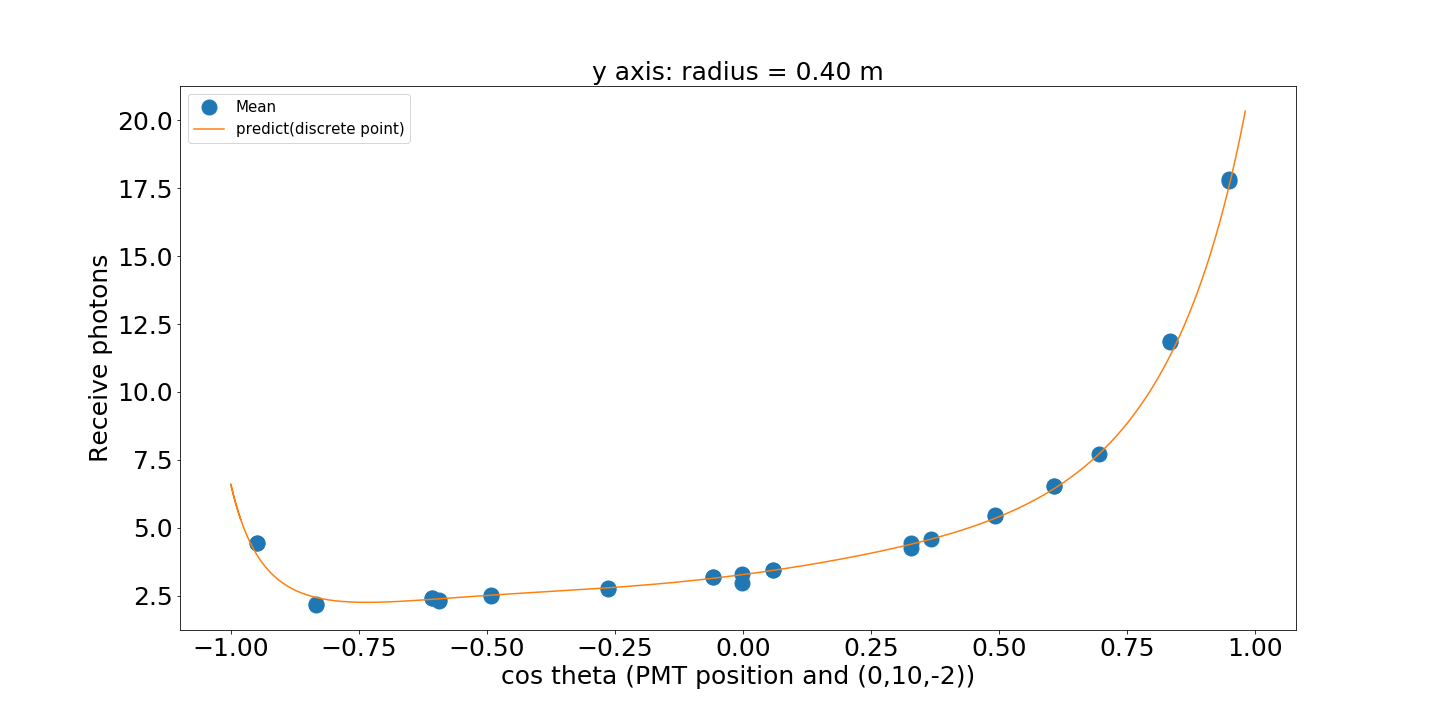 y axis: radius = 0.40 m
Mean
predict(discrete point)
20.0
17.5
15.0
12.5
10.0
7.5
5.0
2.5
Receive photons
−1.00 −0.75 −0.50 −0.25 0.00 0.25 0.50 0.75 1.00
cos theta (PMT position and (0,10,-2))